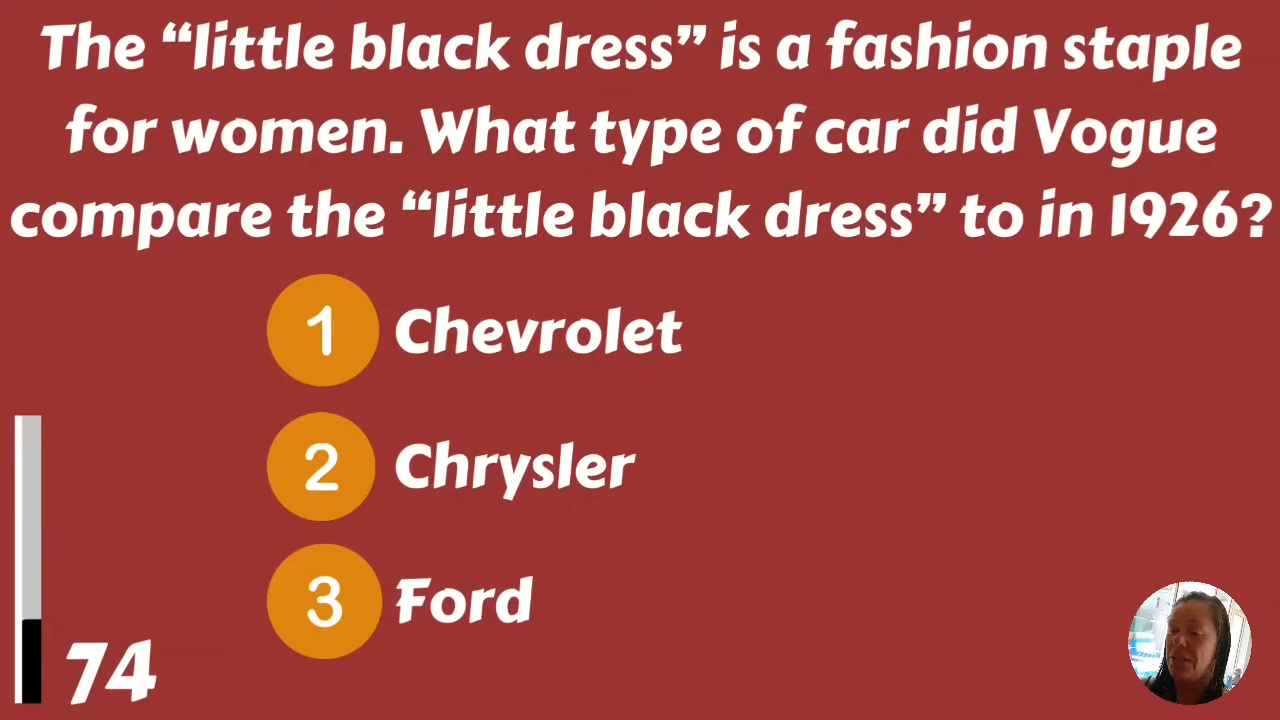 The “little black dress” is a fashion staple
for women. What type of car did Vogue
compare the “little black dress” to in 1926?
1 Chevrolet
2 Chrysler
3 Ford
74